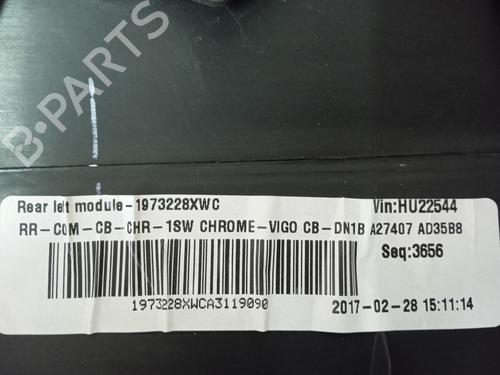 B-PARTS
Rear left module-1973228XWC
Vin:HU22544
RR-COM-CB-CHR-1SW CHROME-VIGO CB-DN1B A27407 AD35B8
Seq:3656
1973228XWCA3119090
2017-02-28 15:11:14